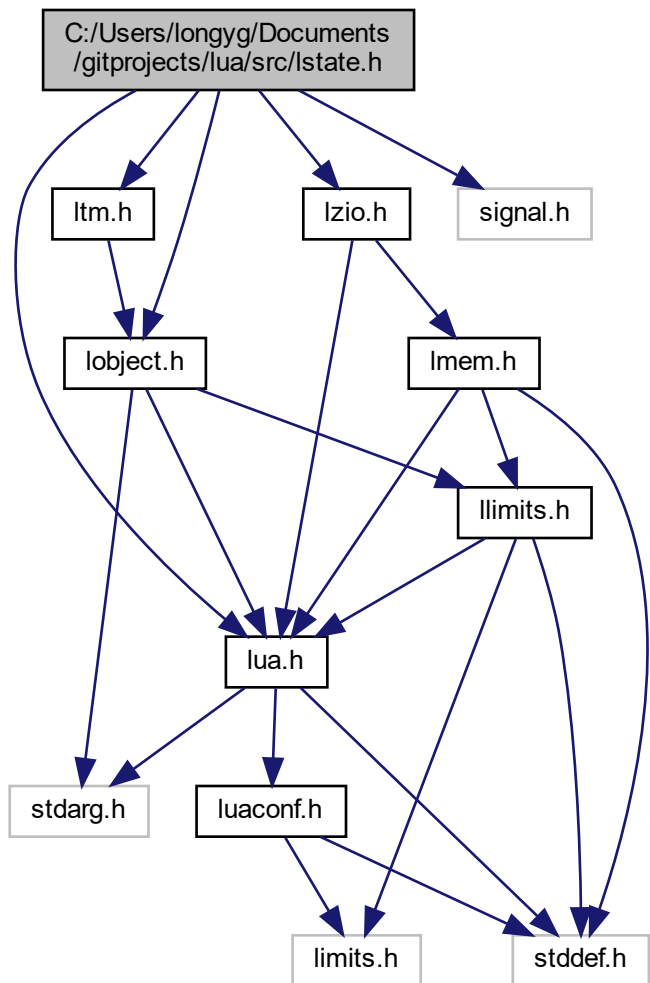 C:/Users/longyg/Documents
/gitprojects/lua/src/lstate.h
ltm.h
lzio.h
signal.h
lobject.h
lmem.h
llimits.h
lua.h
stdarg.h
luaconf.h
limits.h
stddef.h